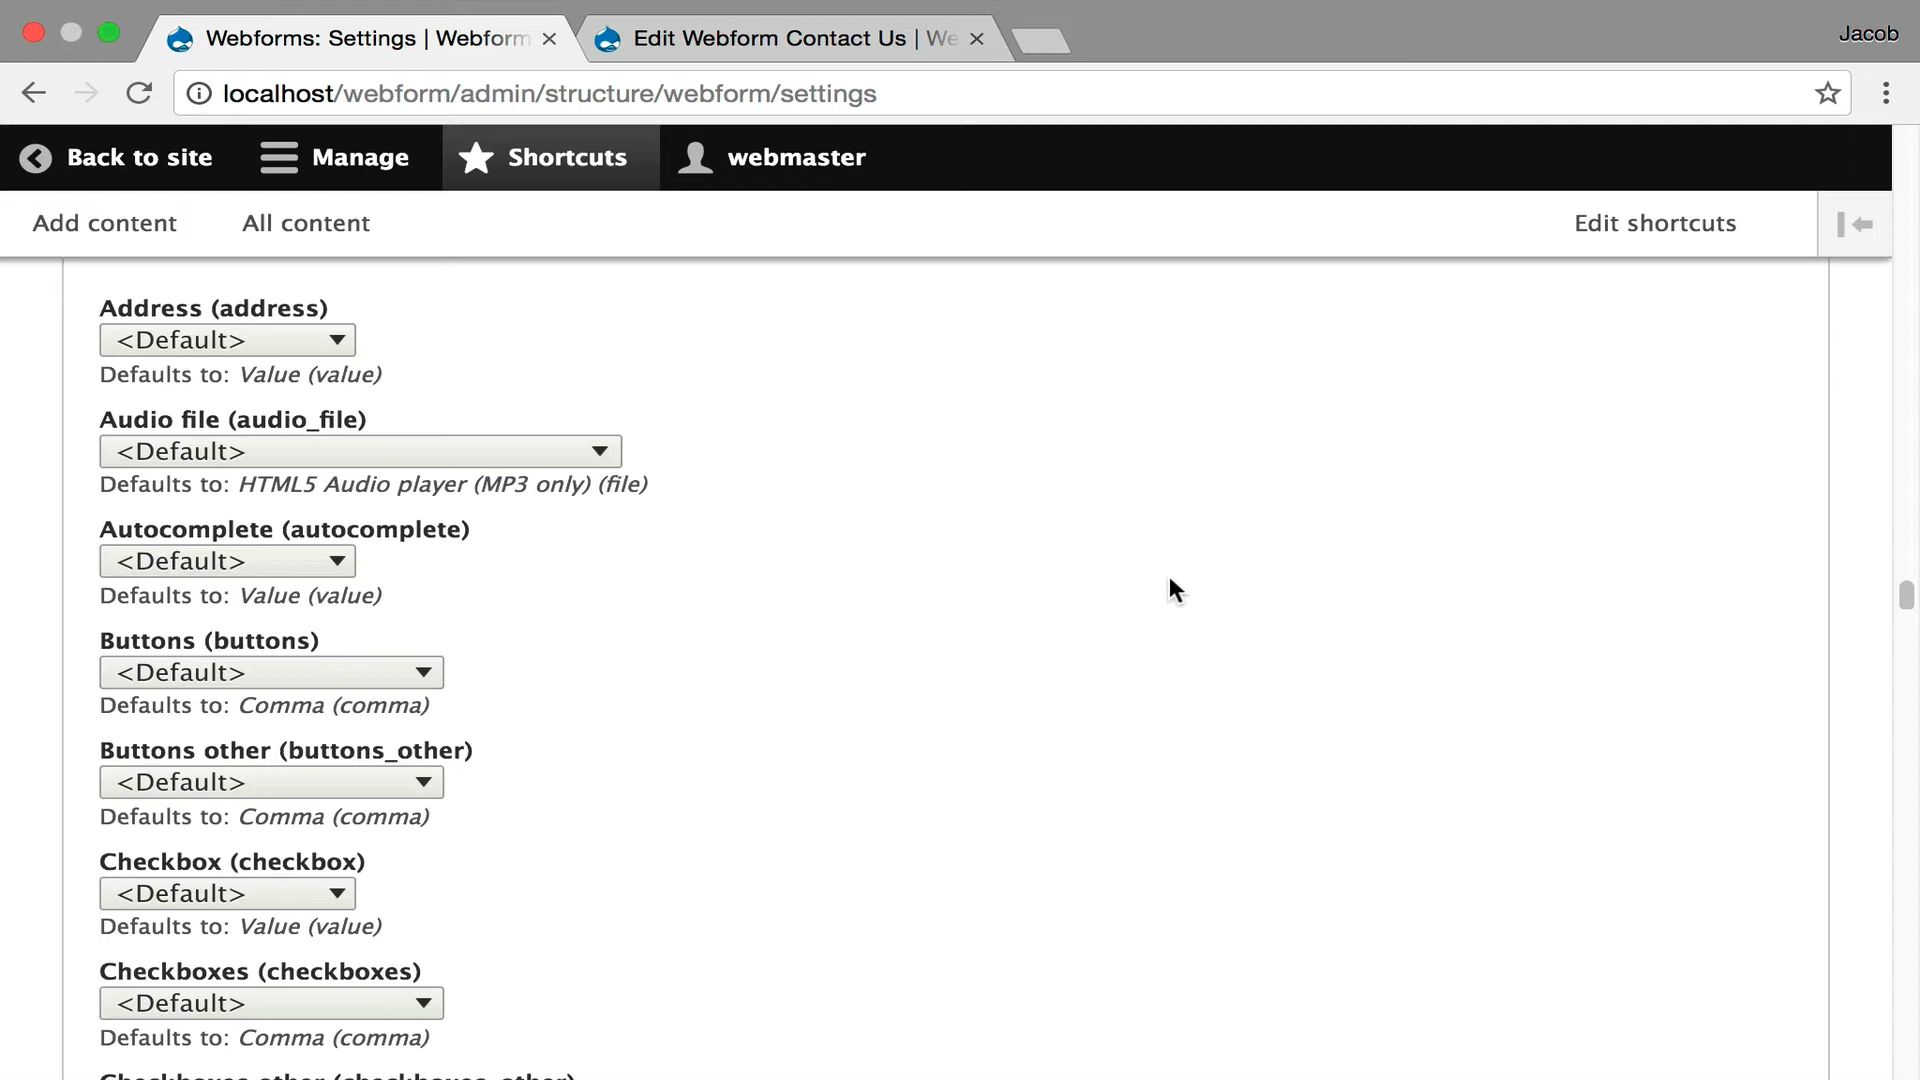 Webforms: Settings | Webform
Edit Webform Contact Us | We
Jacob
localhost/webform/admin/structure/webform/settings
Back to site
Manage
Shortcuts
webmaster
Add content
All content
Edit shortcuts
Address (address)
<Default>
Defaults to: Value (value)
Audio file (audio_file)
<Default>
Defaults to: HTML5 Audio player (MP3 only) (file)
Autocomplete (autocomplete)
<Default>
Defaults to: Value (value)
Buttons (buttons)
<Default>
Defaults to: Comma (comma)
Buttons other (buttons_other)
<Default>
Defaults to: Comma (comma)
Checkbox (checkbox)
<Default>
Defaults to: Value (value)
Checkboxes (checkboxes)
<Default>
Defaults to: Comma (comma)
Checkboxes other (checkboxes_other)